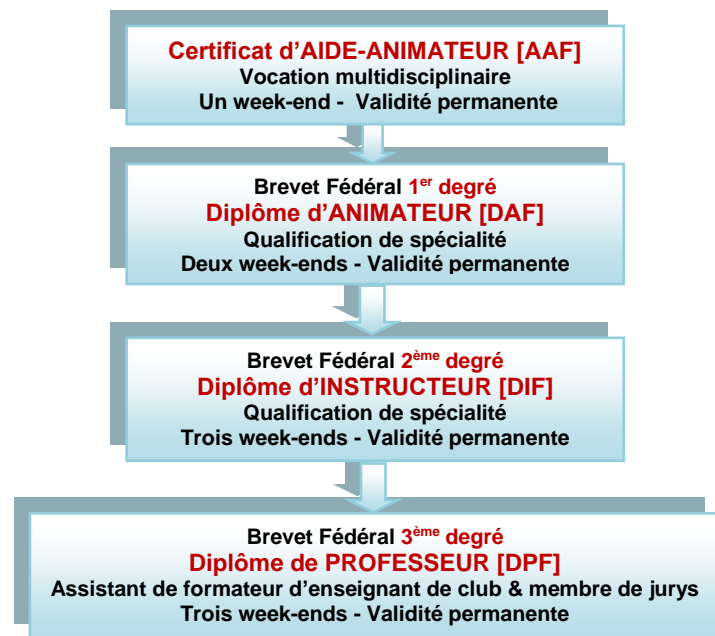 Certificat d'AIDE-ANIMATEUR [AAF]
Vocation multidisciplinaire
Un week-end - Validité permanente
Brevet Fédéral 1er degré
Diplôme d'ANIMATEUR [DAF]
Qualification de spécialité
Deux week-ends - Validité permanente
Brevet Fédéral 2ème degré
Diplôme d'INSTRUCTEUR [DIF]
Qualification de spécialité
Trois week-ends - Validité permanente
Brevet Fédéral 3ème degré
Diplôme de PROFESSEUR [DPF]
Assistant de formateur d'enseignant de club & membre de jurys
Trois week-ends - Validité permanente